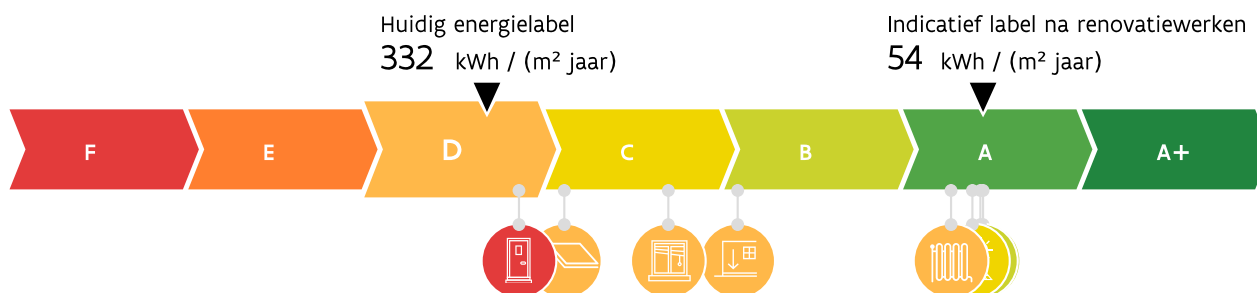 Huidig energielabel
332 kWh / (m² jaar)
Indicatief label na renovatiewerken
54 kWh / (m² jaar)
F
E
D
C
B
A
A+